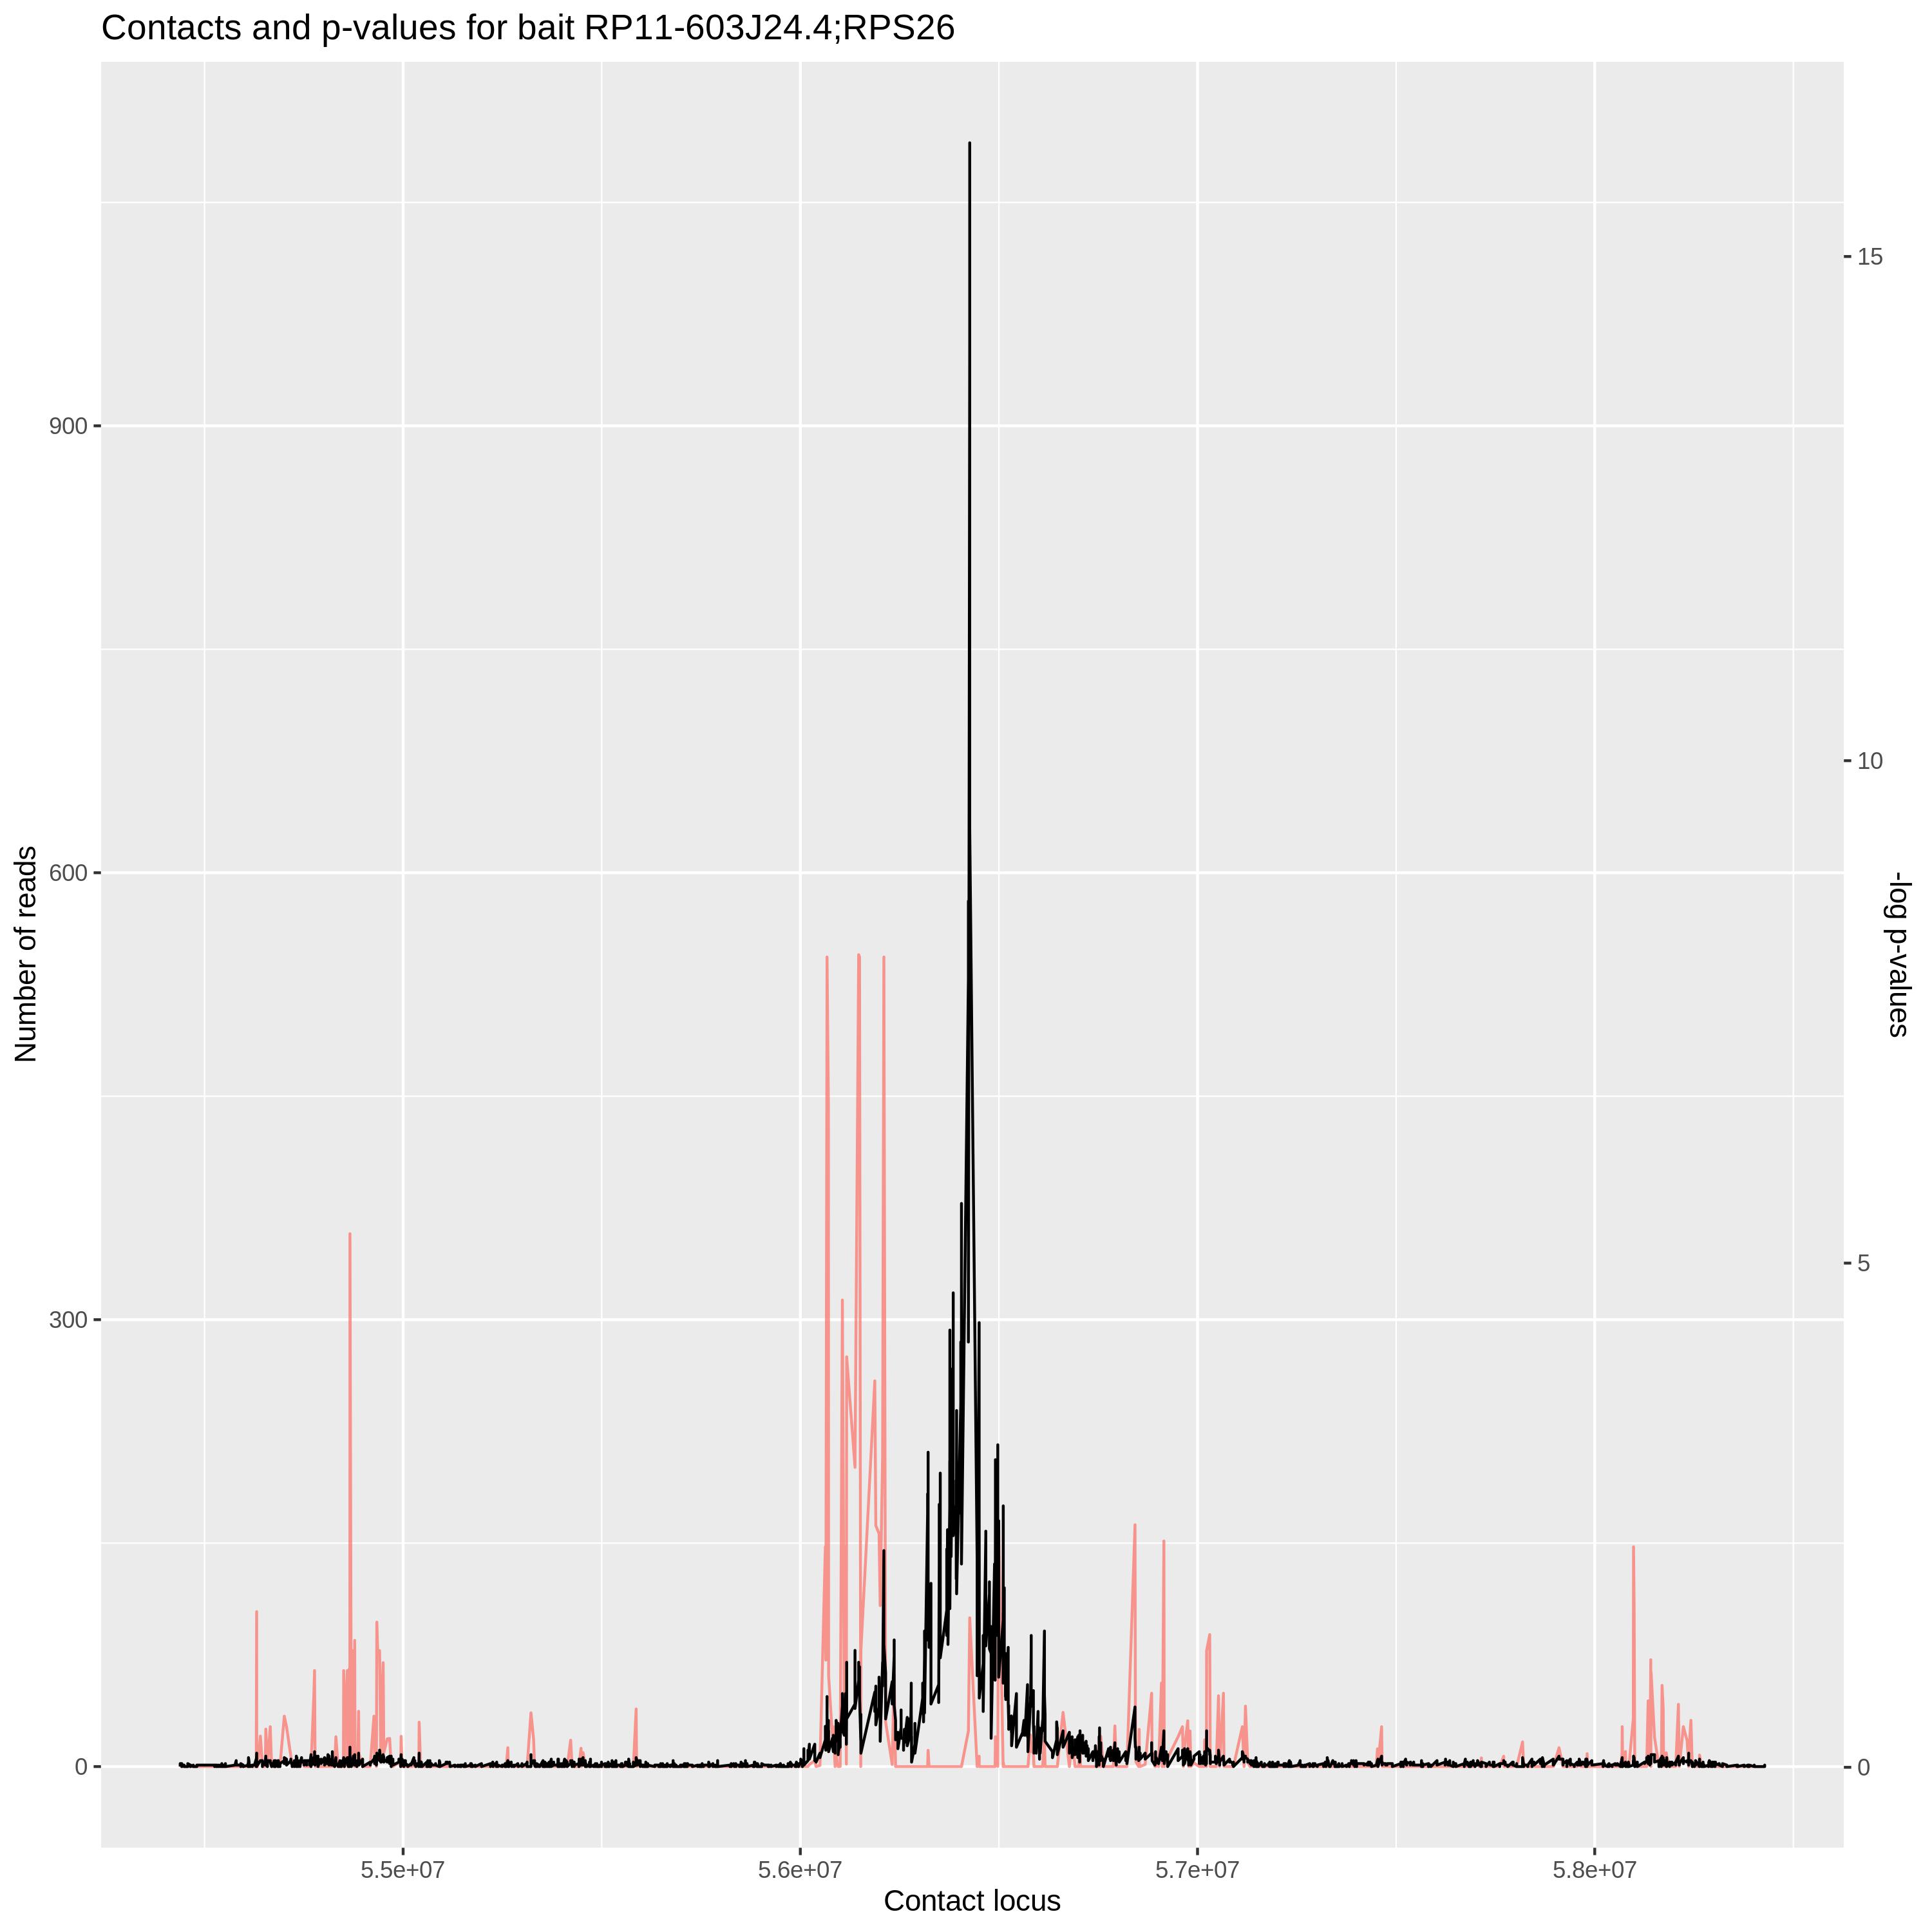 Contacts and p-values for bait RP11-603J24.4;RPS26
900
600
300
0
Number of reads
15
10
5
0
-log p-values
5.5e+07
5.6e+07
5.7e+07
5.8e+07
Contact locus